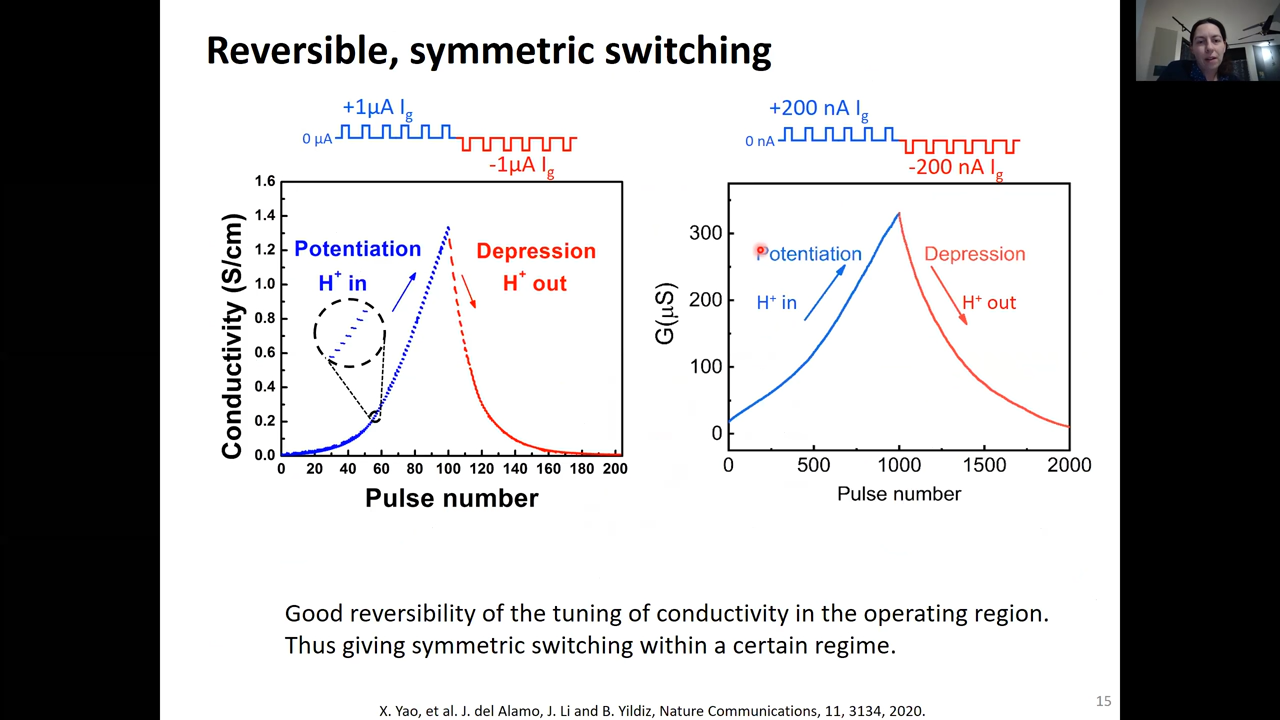 Reversible, symmetric switching
+1µA Ig
0 µA
-1µA Ig
1.6
1.4
1.2
1.0
0.8
0.6
0.4
0.2
0.0
Conductivity (S/cm)
Potentiation
H+ in
Depression
H+ out
0 20 40 60 80 100 120 140 160 180 200
Pulse number
+200 nA Ig
0 nA
-200 nA Ig
300
200
100
0
G(µS)
Potentiation
H+ in
Depression
H+ out
0 500 1000 1500 2000
Pulse number
Good reversibility of the tuning of conductivity in the operating region.
Thus giving symmetric switching within a certain regime.
15
X. Yao, et al. J. del Alamo, J. Li and B. Yildiz, Nature Communications, 11, 3134, 2020.